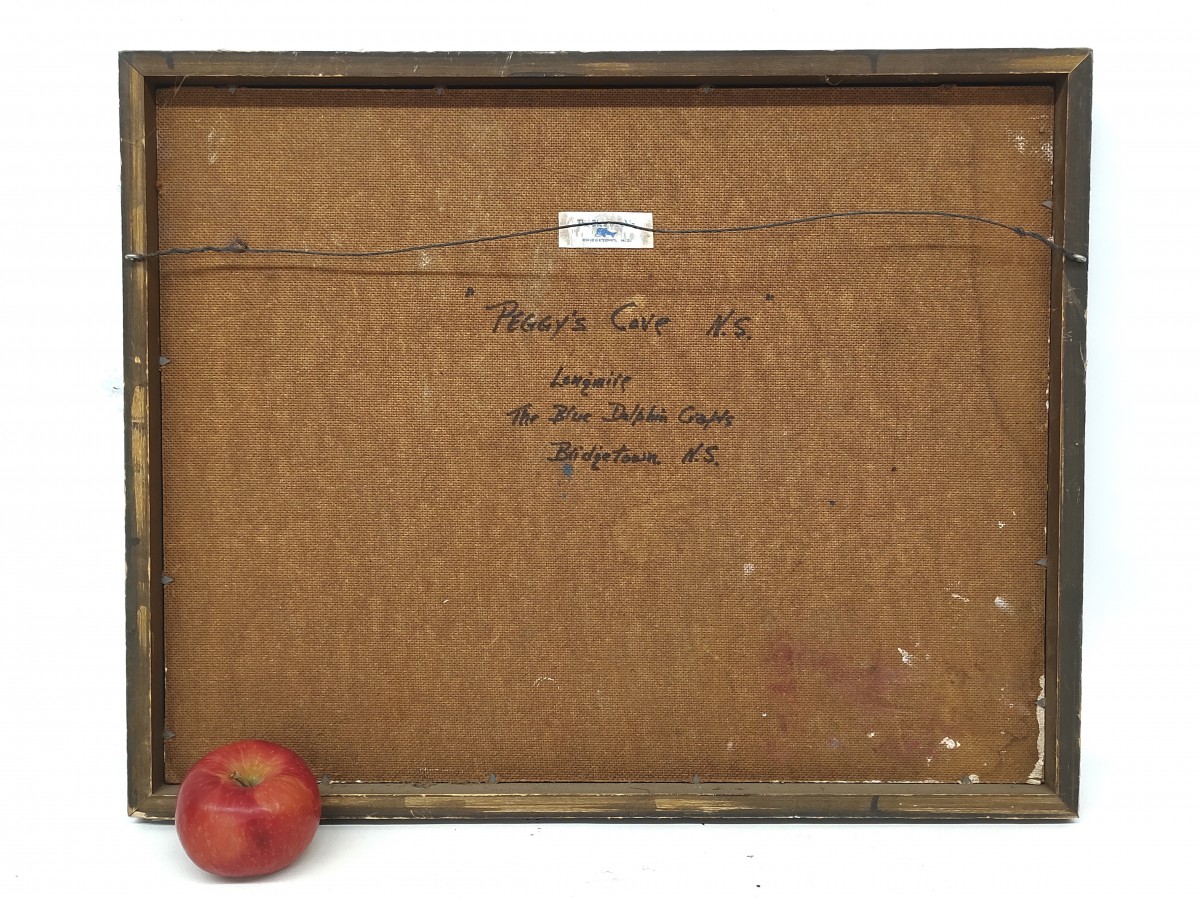 "PEGGY'S Cove N.S."
Longmire
The Blue Dolphin Crafts
Bridgetown N.S.